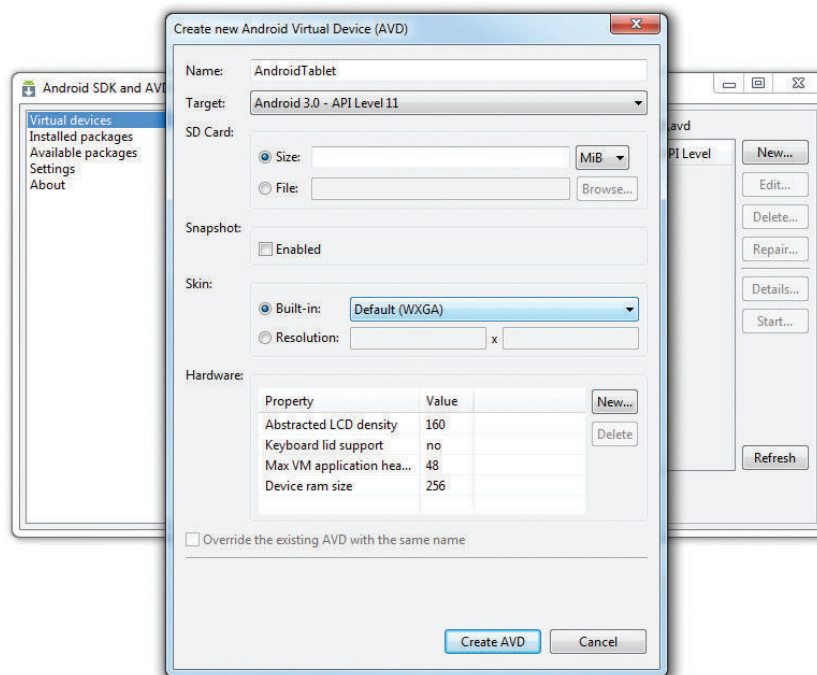 Create new Android Virtual Device (AVD)
Name: AndroidTablet
Target: Android 3.0 - API Level 11
SD Card:
Size: MiB
File: Browse...
Snapshot:
Enabled
Skin:
Built-in: Default (WXGA)
Resolution: x
Hardware:
Property Value
Abstracted LCD density 160
Keyboard lid support no
Max VM application hea... 48
Device ram size 256
New...
Delete
Override the existing AVD with the same name
Create AVD Cancel
Android SDK and AVD
Virtual devices
Installed packages
Available packages
Settings
About
.avd
PI Level
New...
Edit...
Delete...
Repair...
Details...
Start...
Refresh